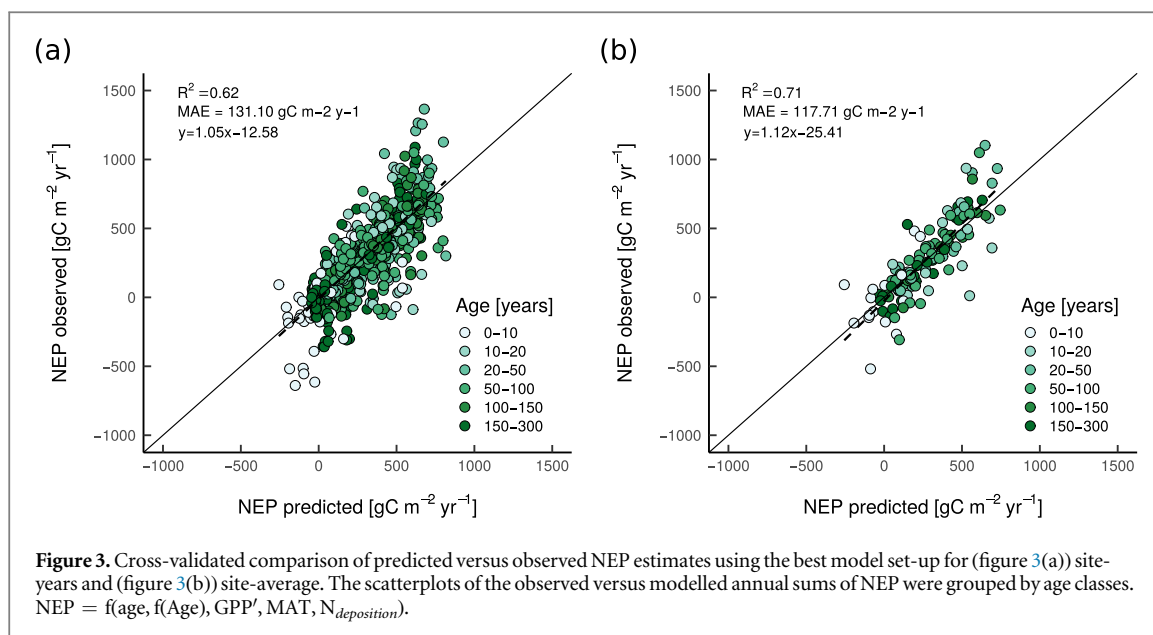 (a)
R² =0.62
MAE = 131.10 gC m−2 y−1
y=1.05x−12.58
NEP observed [gC m⁻² yr⁻¹]
1500
1000
500
0
−500
−1000
Age [years]
0−10
10−20
20−50
50−100
100−150
150−300
−1000 −500 0 500 1000 1500
NEP predicted [gC m⁻² yr⁻¹]
(b)
R² =0.71
MAE = 117.71 gC m−2 y−1
y=1.12x−25.41
NEP observed [gC m⁻² yr⁻¹]
1500
1000
500
0
−500
−1000
Age [years]
0−10
10−20
20−50
50−100
100−150
150−300
−1000 −500 0 500 1000 1500
NEP predicted [gC m⁻² yr⁻¹]
Figure 3. Cross-validated comparison of predicted versus observed NEP estimates using the best model set-up for (figure 3(a)) site-
years and (figure 3(b)) site-average. The scatterplots of the observed versus modelled annual sums of NEP were grouped by age classes.
NEP = f(age, f(Age), GPP′, MAT, N_deposition).